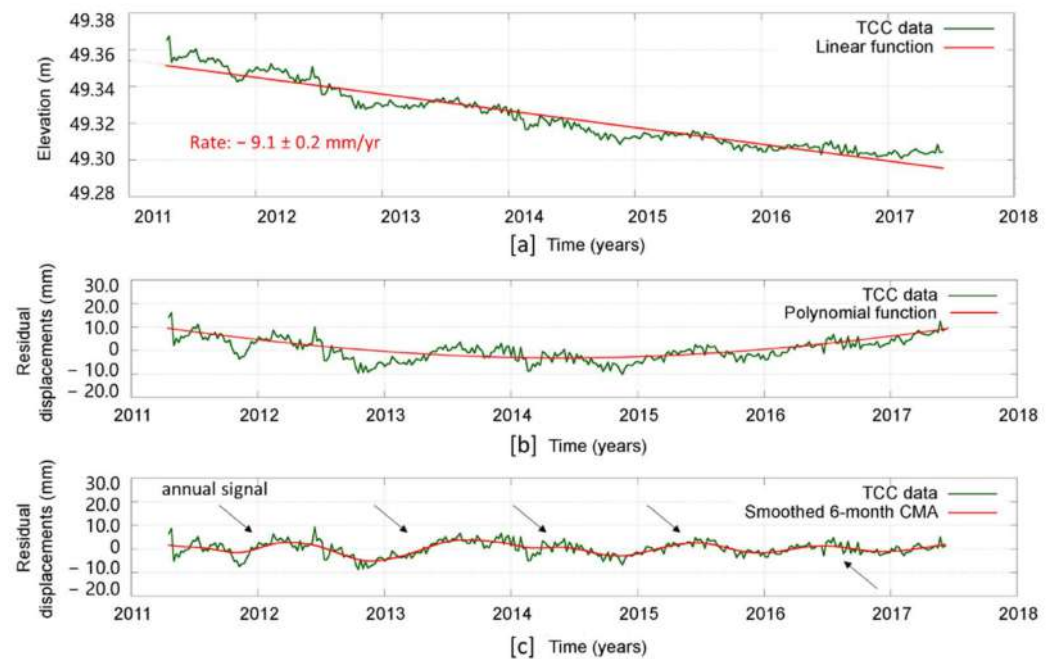 49.38
49.36
49.34
49.32
49.30
49.28
Elevation (m)
TCC data
Linear function
Rate: − 9.1 ± 0.2 mm/yr
2011 2012 2013 2014 2015 2016 2017 2018
[a] Time (years)
Residual
displacements (mm)
30.0
20.0
10.0
0
− 10.0
− 20.0
TCC data
Polynomial function
2011 2012 2013 2014 2015 2016 2017 2018
[b] Time (years)
Residual
displacements (mm)
30.0
20.0
10.0
0
− 10.0
− 20.0
annual signal
TCC data
Smoothed 6-month CMA
2011 2012 2013 2014 2015 2016 2017 2018
[c] Time (years)